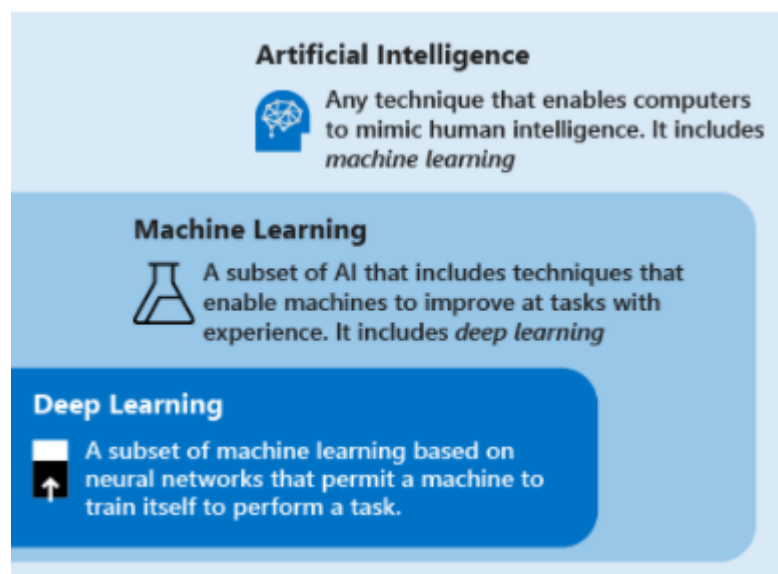 Artificial Intelligence
Any technique that enables computers
to mimic human intelligence. It includes
machine learning
Machine Learning
A subset of AI that includes techniques that
enable machines to improve at tasks with
experience. It includes deep learning
Deep Learning
A subset of machine learning based on
neural networks that permit a machine to
train itself to perform a task.